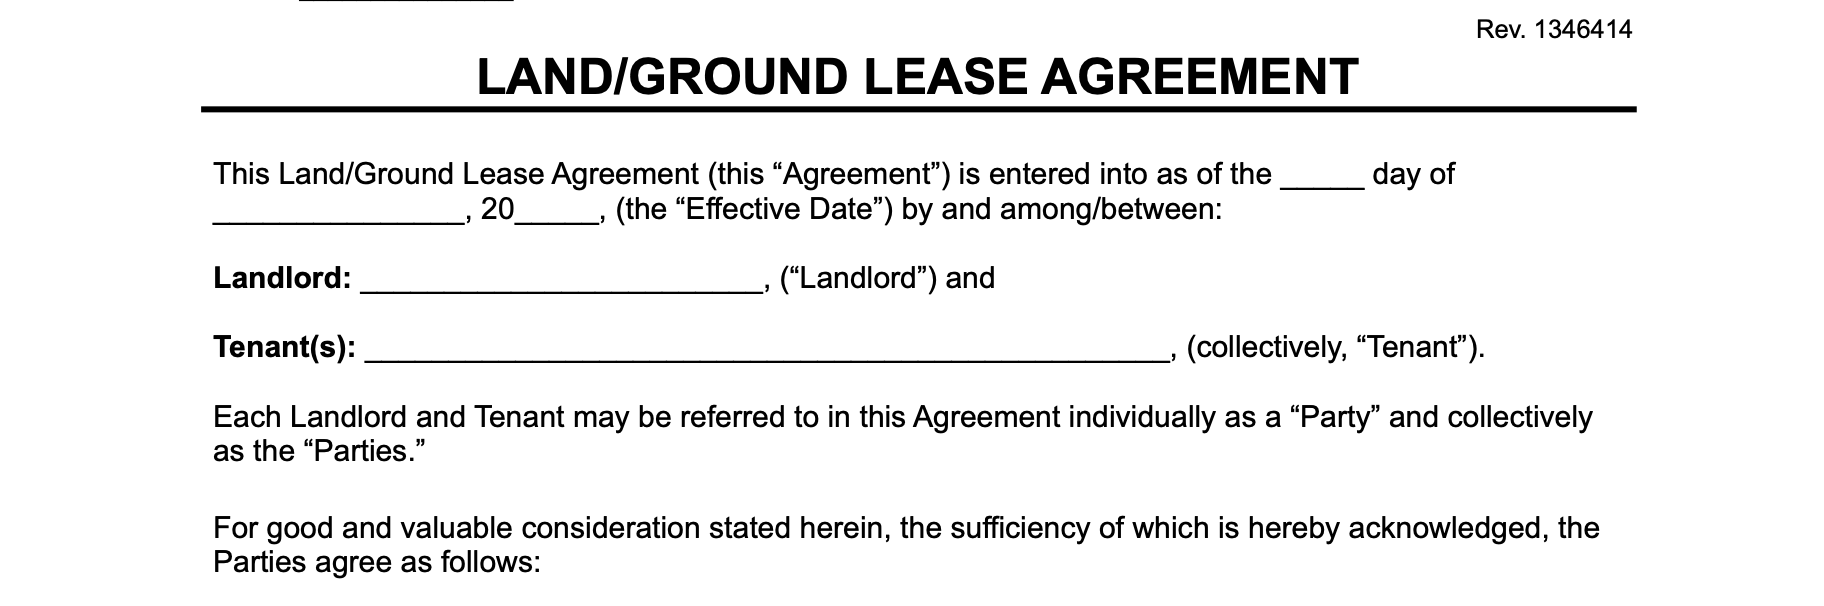 Rev. 1346414
LAND/GROUND LEASE AGREEMENT
This Land/Ground Lease Agreement (this “Agreement”) is entered into as of the _____ day of
_______________, 20_____, (the “Effective Date”) by and among/between:
Landlord: ________________________, (“Landlord”) and
Tenant(s): ________________________________________________, (collectively, “Tenant”).
Each Landlord and Tenant may be referred to in this Agreement individually as a “Party” and collectively
as the “Parties.”
For good and valuable consideration stated herein, the sufficiency of which is hereby acknowledged, the
Parties agree as follows: